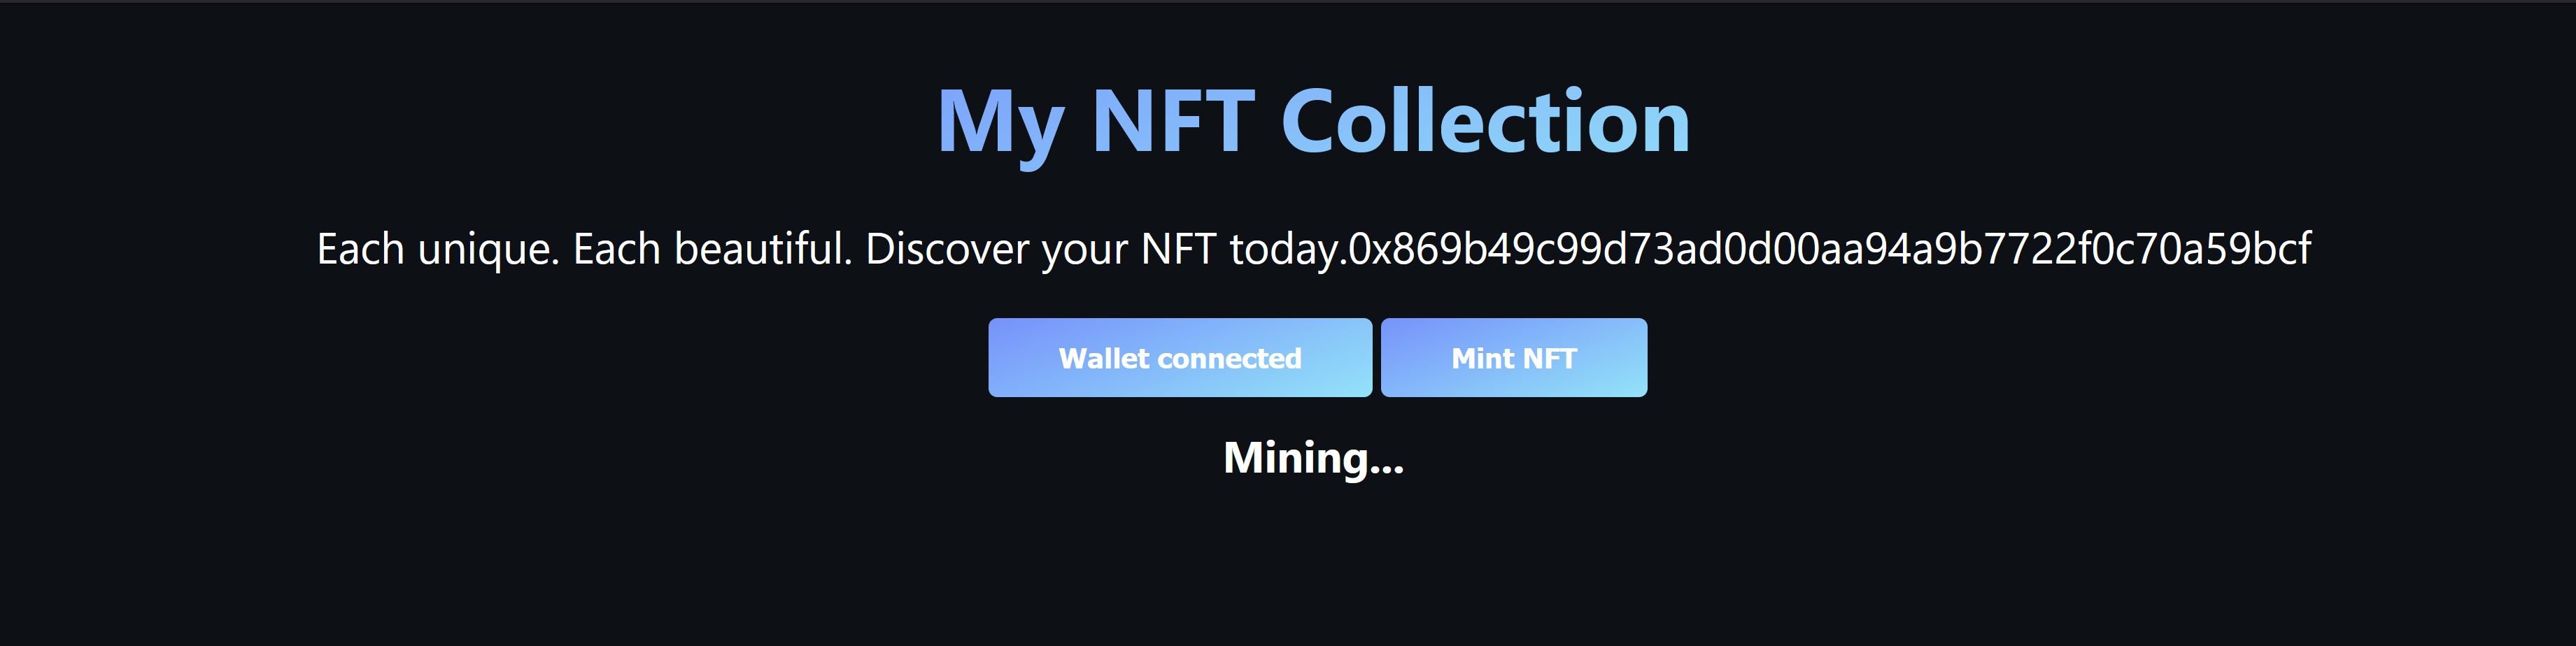 My NFT Collection
Each unique. Each beautiful. Discover your NFT today.0x869b49c99d73ad0d00aa94a9b7722f0c70a59bcf
Wallet connected Mint NFT
Mining...